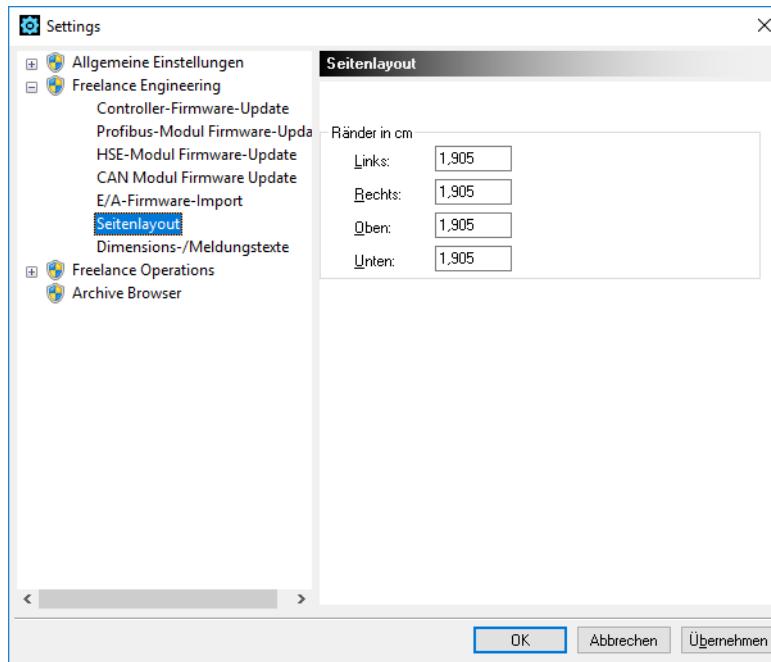 Settings
Allgemeine Einstellungen
Freelance Engineering
Controller-Firmware-Update
Profibus-Modul Firmware-Upda
HSE-Modul Firmware-Update
CAN Modul Firmware Update
E/A-Firmware-Import
Seitenlayout
Dimensions-/Meldungstexte
Freelance Operations
Archive Browser
Seitenlayout
Ränder in cm
Links: 1,905
Rechts: 1,905
Oben: 1,905
Unten: 1,905
OK Abbrechen Übernehmen